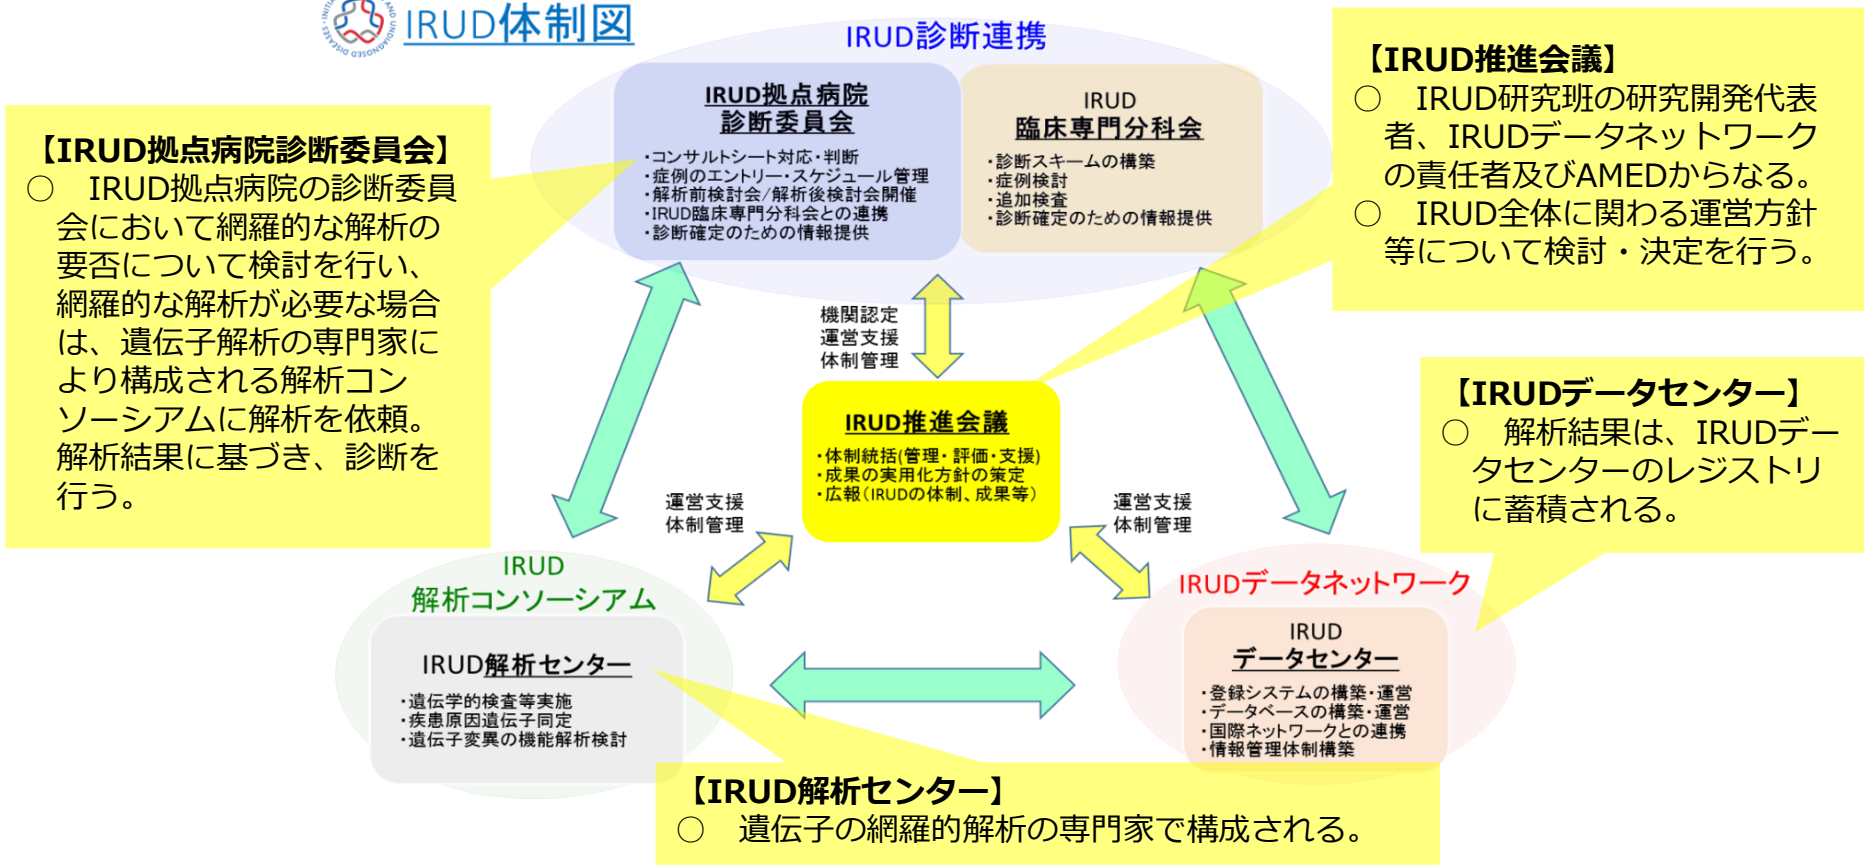 IRUD体制図
IRUD診断連携
IRUD拠点病院
診断委員会
・コンサルトシート対応・判断
・症例のエントリー・スケジュール管理
・解析前検討会/解析後検討会開催
・IRUD臨床専門分科会との連携
・診断確定のための情報提供
IRUD
臨床専門分科会
・診断スキームの構築
・症例検討
・追加検査
・診断確定のための情報提供
【IRUD推進会議】
○ IRUD研究班の研究開発代表
者、IRUDデータネットワーク
の責任者及びAMEDからなる。
○ IRUD全体に関わる運営方針
等について検討・決定を行う。
【IRUD拠点病院診断委員会】
○ IRUD拠点病院の診断委員
会において網羅的な解析の
要否について検討を行い、
網羅的な解析が必要な場合
は、遺伝子解析の専門家に
より構成される解析コン
ソーシアムに解析を依頼。
解析結果に基づき、診断を
行う。
機関認定
運営支援
体制管理
IRUD推進会議
・体制統括(管理・評価・支援)
・成果の実用化方針の策定
・広報(IRUDの体制、成果等)
【IRUDデータセンター】
○ 解析結果は、IRUDデー
タセンターのレジストリ
に蓄積される。
運営支援
体制管理
運営支援
体制管理
IRUD
解析コンソーシアム
IRUD解析センター
・遺伝学的検査等実施
・疾患原因遺伝子同定
・遺伝子変異の機能解析検討
IRUDデータネットワーク
IRUD
データセンター
・登録システムの構築・運営
・データベースの構築・運営
・国際ネットワークとの連携
・情報管理体制構築
【IRUD解析センター】
○ 遺伝子の網羅的解析の専門家で構成される。